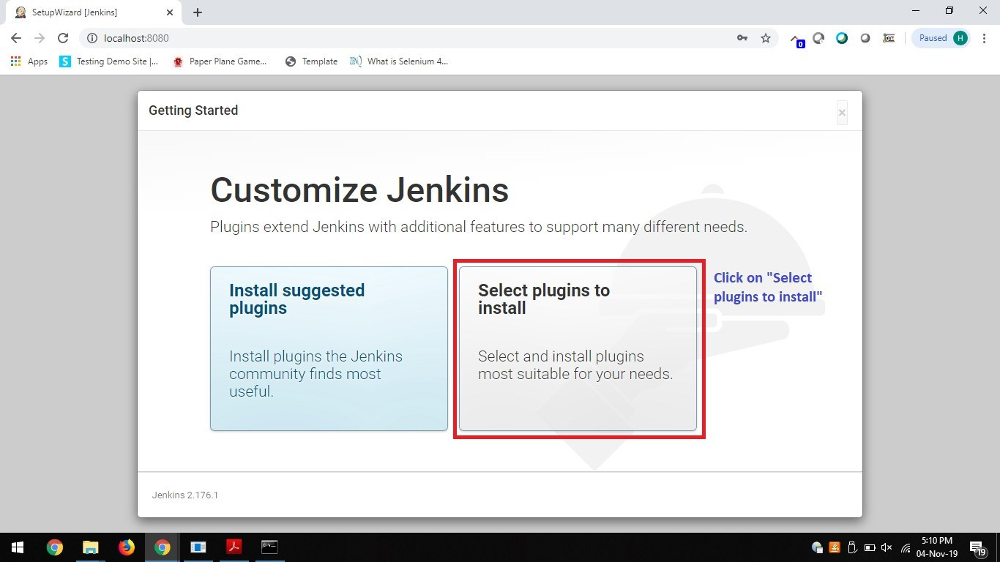 SetupWizard [Jenkins]
localhost:8080
0
Paused
H
Apps
S
Testing Demo Site |...
Paper Plane Game...
Template
ZEN
What is Selenium 4...
Getting Started
×
Customize Jenkins
Plugins extend Jenkins with additional features to support many different needs.
Install suggested
plugins
Install plugins the Jenkins
community finds most
useful.
Select plugins to
install
Select and install plugins
most suitable for your needs.
Click on "Select
plugins to install"
Jenkins 2.176.1
5:10 PM
04-Nov-19
19